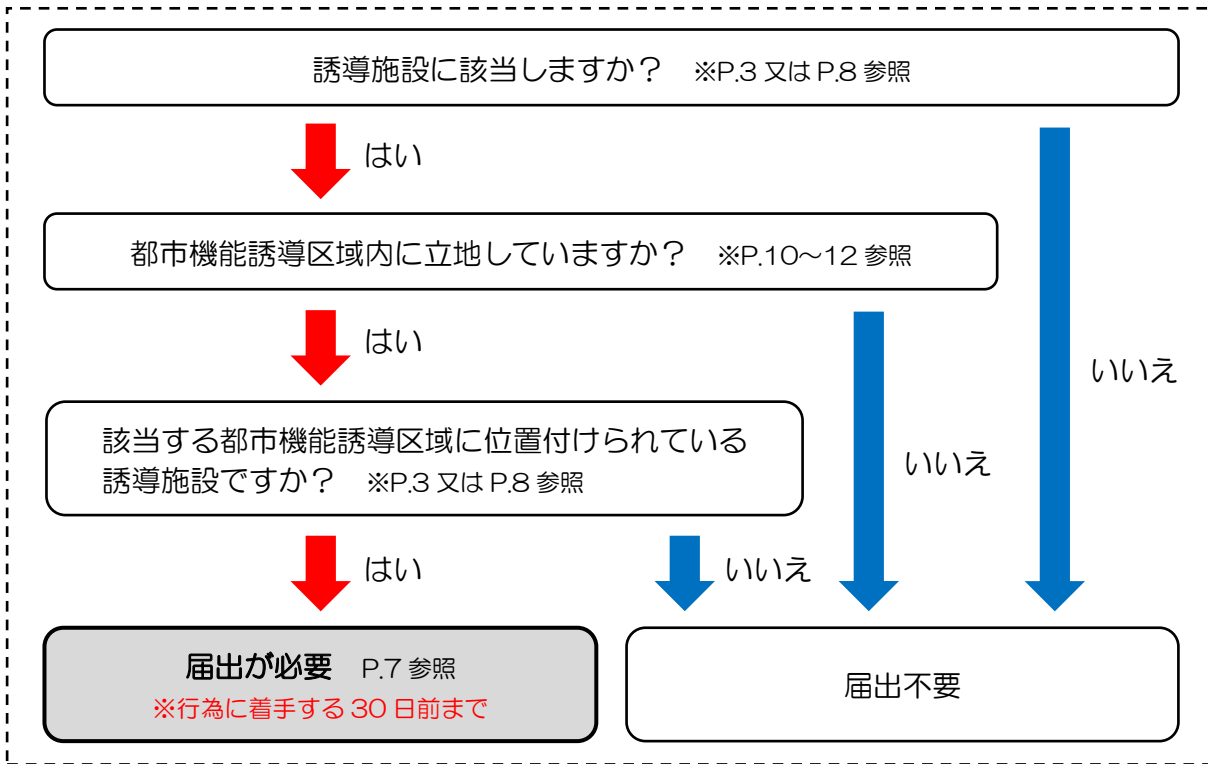 誘導施設に該当しますか？ ※P.3 又は P.8 参照
はい
都市機能誘導区域内に立地していますか？ ※P.10～12 参照
はい
いいえ
該当する都市機能誘導区域に位置付けられている
誘導施設ですか？ ※P.3 又は P.8 参照
いいえ
はい
いいえ
届出が必要 P.7 参照
※行為に着手する 30 日前まで
届出不要